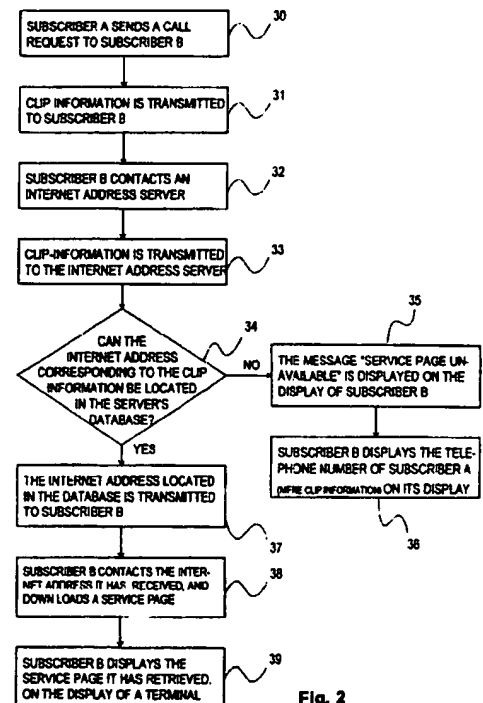 SUBSCRIBER A SENDS A CALL
REQUEST TO SUBSCRIBER B
30
CLIP INFORMATION IS TRANSMITTED
TO SUBSCRIBER B
31
SUBSCRIBER B CONTACTS AN
INTERNET ADDRESS SERVER
32
CLIP-INFORMATION IS TRANSMITTED
TO THE INTERNET ADDRESS SERVER
33
CAN THE
INTERNET ADDRESS
CORRESPONDING TO THE CLIP
INFORMATION BE LOCATED
IN THE SERVER'S
DATABASE?
34
NO
35
THE MESSAGE "SERVICE PAGE UN-
AVAILABLE" IS DISPLAYED ON THE
DISPLAY OF SUBSCRIBER B
SUBSCRIBER B DISPLAYS THE TELE-
PHONE NUMBER OF SUBSCRIBER A
CLIP INFORMATION) ON ITS DISPLAY
36
YES
THE INTERNET ADDRESS LOCATED
IN THE DATABASE IS TRANSMITTED
TO SUBSCRIBER B
37
SUBSCRIBER B CONTACTS THE INTER-
NET ADDRESS IT HAS RECEIVED, AND
DOWN LOADS A SERVICE PAGE
38
SUBSCRIBER B DISPLAYS THE
SERVICE PAGE IT HAS RETRIEVED,
ON THE DISPLAY OF A TERMINAL
39
Fig. 2